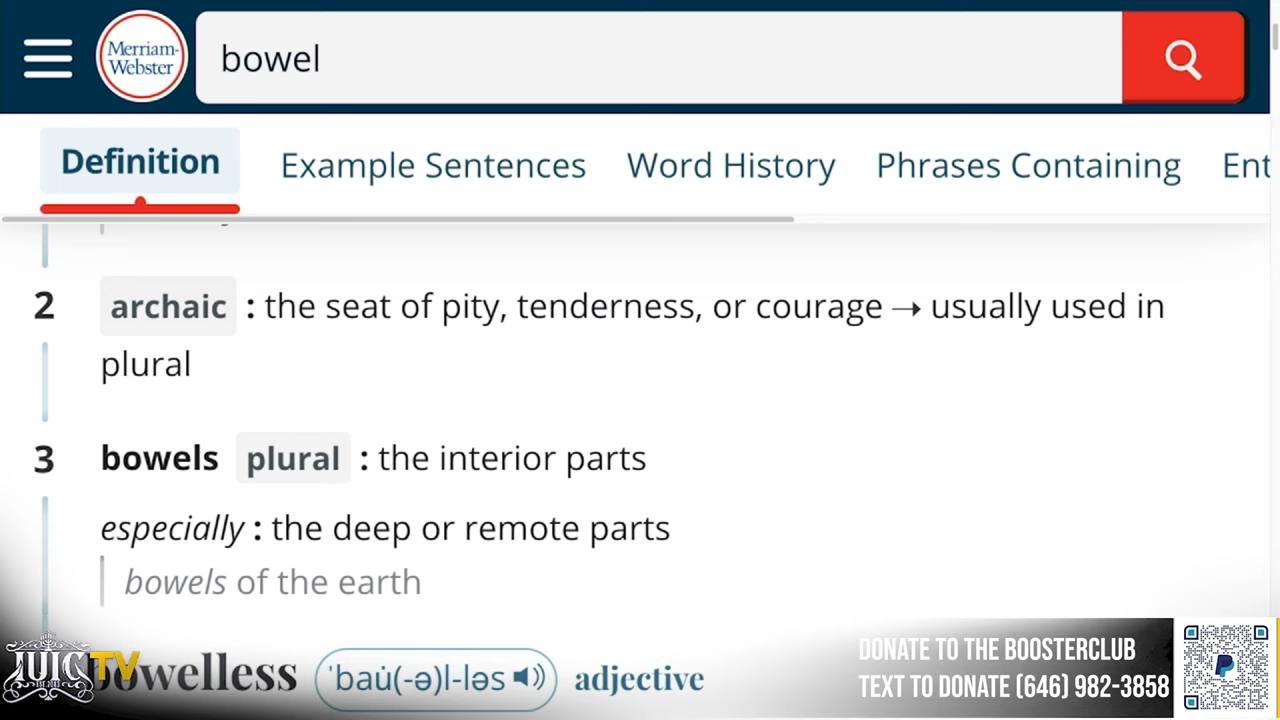 Merriam-
Webster
bowel
Definition
Example Sentences
Word History
Phrases Containing
Ent
2 archaic : the seat of pity, tenderness, or courage → usually used in
plural
3 bowels plural : the interior parts
especially : the deep or remote parts
bowels of the earth
bowelless ˈbau̇(-ə)l-ləs adjective
IUIC TV
DONATE TO THE BOOSTERCLUB
TEXT TO DONATE (646) 982-3858